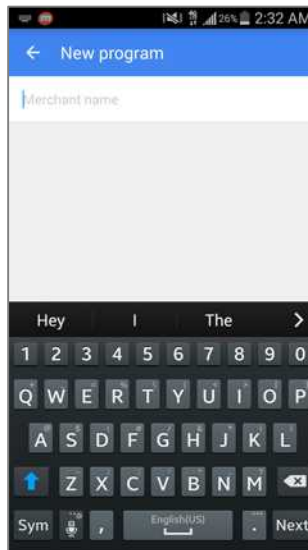 26% 2:32 AM
New program
Merchant name
Hey I The
1 2 3 4 5 6 7 8 9 0
Q W E R T Y U I O P
A S D F G H J K L
Z X C V B N M
Sym , English(US) . Next